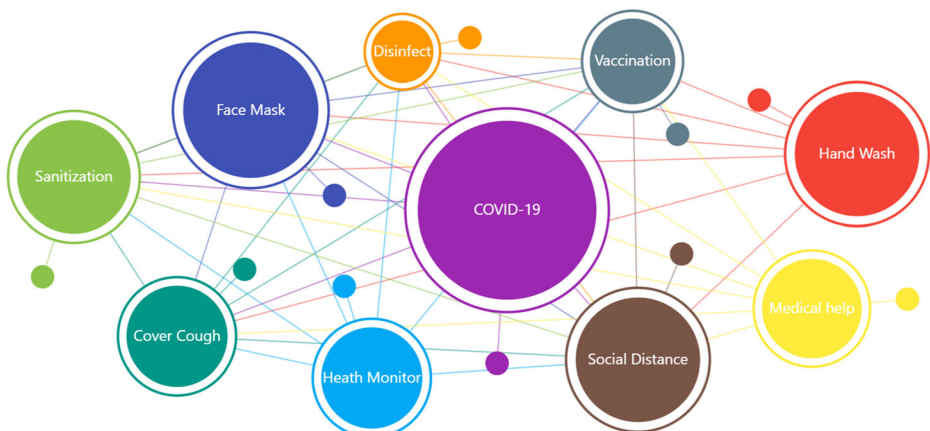 Disinfect
Vaccination
Face Mask
Hand Wash
Sanitization
COVID-19
Medical help
Cover Cough
Social Distance
Heath Monitor